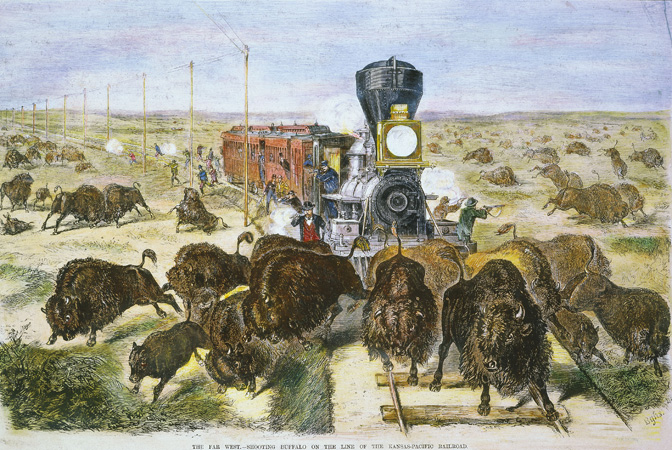 THE FAR WEST.—SHOOTING BUFFALO ON THE LINE OF THE KANSAS-PACIFIC RAILROAD.